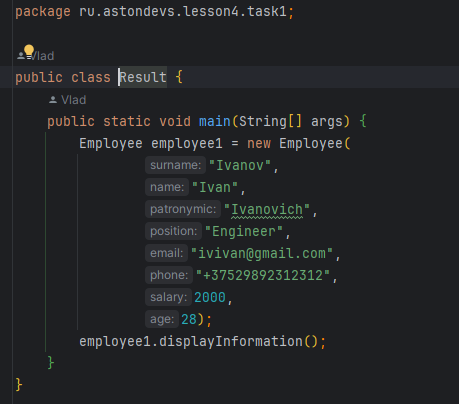 package ru.astondevs.lesson4.task1;
Vlad
public class Result {
Vlad
public static void main(String[] args) {
Employee employee1 = new Employee(
surname: "Ivanov",
name: "Ivan",
patronymic: "Ivanovich",
position: "Engineer",
email: "ivivan@gmail.com",
phone: "+37529892312312",
salary: 2000,
age: 28);
employee1.displayInformation();
}
}